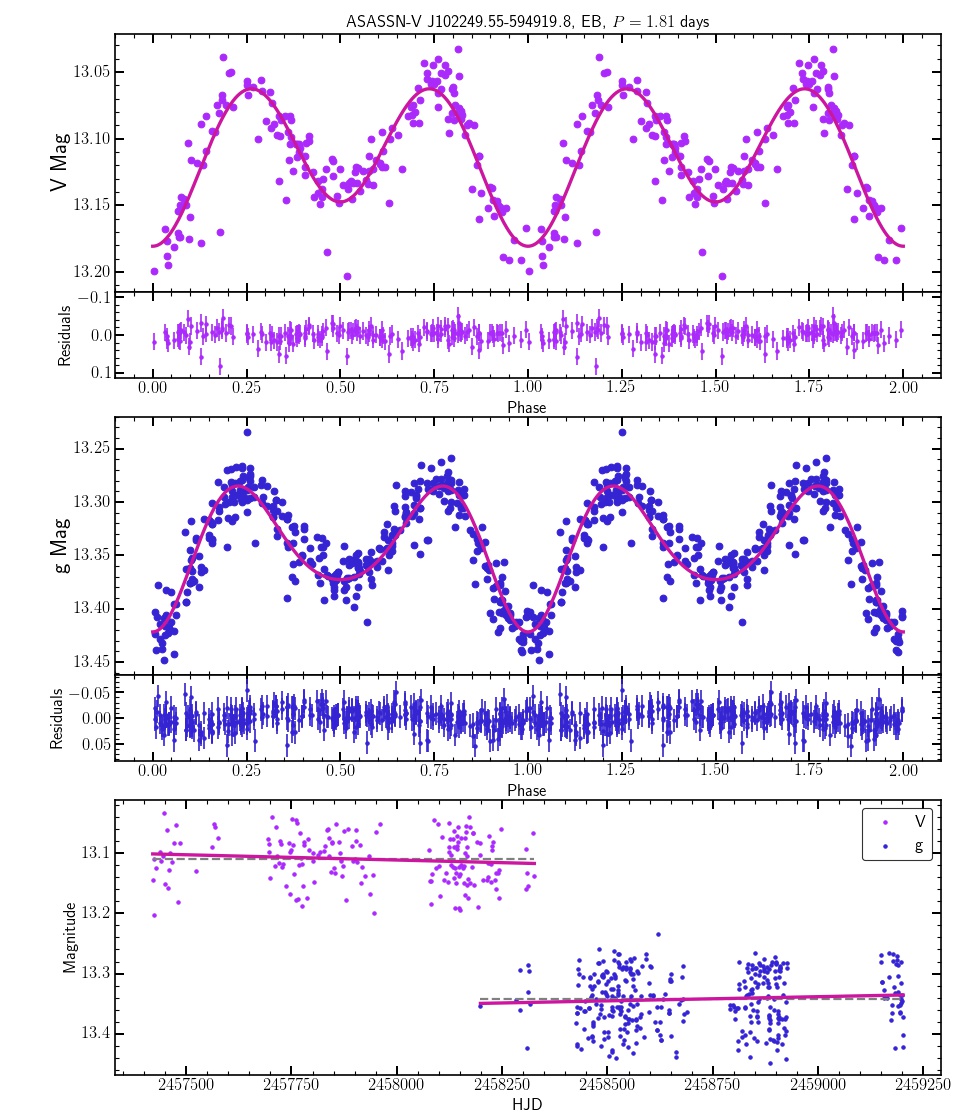 ASASSN-V J102249.55-594919.8, EB, P = 1.81 days
V Mag
13.05
13.10
13.15
13.20
Residuals
−0.1
0.0
0.1
0.00 0.25 0.50 0.75 1.00 1.25 1.50 1.75 2.00
Phase
g Mag
13.25
13.30
13.35
13.40
13.45
Residuals
−0.05
0.00
0.05
0.00 0.25 0.50 0.75 1.00 1.25 1.50 1.75 2.00
Phase
Magnitude
13.1
13.2
13.3
13.4
V
g
2457500 2457750 2458000 2458250 2458500 2458750 2459000 2459250
HJD